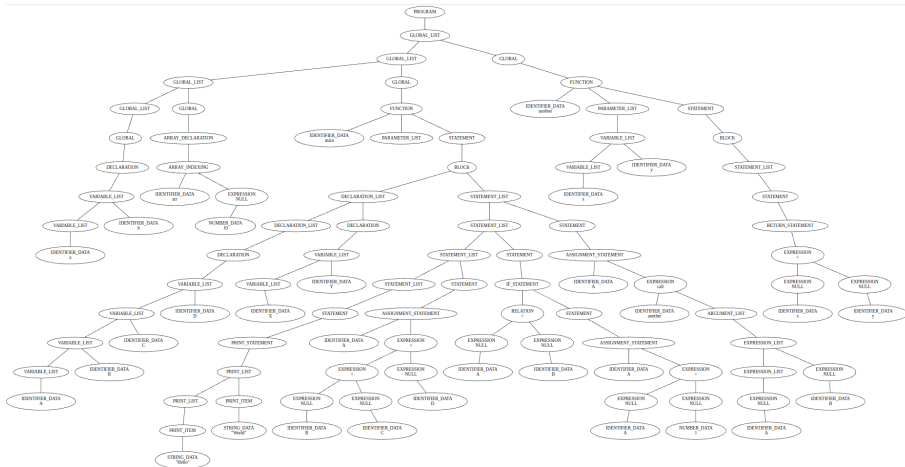 PROGRAM
GLOBAL_LIST
GLOBAL_LIST
GLOBAL
GLOBAL_LIST
GLOBAL
FUNCTION
GLOBAL_LIST
GLOBAL
FUNCTION
IDENTIFIER_DATA
another
PARAMETER_LIST
STATEMENT
GLOBAL
ARRAY_DECLARATION
IDENTIFIER_DATA
main
PARAMETER_LIST
STATEMENT
VARIABLE_LIST
BLOCK
DECLARATION
ARRAY_INDEXING
BLOCK
VARIABLE_LIST
IDENTIFIER_DATA
y
STATEMENT_LIST
VARIABLE_LIST
IDENTIFIER_DATA
arr
EXPRESSION
NULL
DECLARATION_LIST
STATEMENT_LIST
IDENTIFIER_DATA
x
STATEMENT
VARIABLE_LIST
IDENTIFIER_DATA
NUMBER_DATA
10
DECLARATION_LIST
DECLARATION
STATEMENT_LIST
STATEMENT
RETURN_STATEMENT
IDENTIFIER_DATA
DECLARATION
VARIABLE_LIST
STATEMENT_LIST
STATEMENT
ASSIGNMENT_STATEMENT
EXPRESSION
VARIABLE_LIST
IDENTIFIER_DATA
Y
VARIABLE_LIST
STATEMENT_LIST
STATEMENT
IF_STATEMENT
IDENTIFIER_DATA
A
EXPRESSION
call
EXPRESSION
NULL
EXPRESSION
NULL
VARIABLE_LIST
IDENTIFIER_DATA
D
IDENTIFIER_DATA
X
STATEMENT
ASSIGNMENT_STATEMENT
RELATION
STATEMENT
IDENTIFIER_DATA
another
ARGUMENT_LIST
IDENTIFIER_DATA
x
IDENTIFIER_DATA
y
VARIABLE_LIST
IDENTIFIER_DATA
C
PRINT_STATEMENT
IDENTIFIER_DATA
A
EXPRESSION
EXPRESSION
NULL
EXPRESSION
NULL
ASSIGNMENT_STATEMENT
EXPRESSION_LIST
VARIABLE_LIST
IDENTIFIER_DATA
B
PRINT_LIST
EXPRESSION
EXPRESSION
NULL
IDENTIFIER_DATA
A
IDENTIFIER_DATA
B
IDENTIFIER_DATA
A
EXPRESSION
EXPRESSION_LIST
EXPRESSION
NULL
IDENTIFIER_DATA
A
PRINT_LIST
PRINT_ITEM
EXPRESSION
NULL
EXPRESSION
NULL
IDENTIFIER_DATA
D
EXPRESSION
NULL
EXPRESSION
NULL
EXPRESSION
NULL
IDENTIFIER_DATA
B
PRINT_ITEM
STRING_DATA
"World"
IDENTIFIER_DATA
B
IDENTIFIER_DATA
C
IDENTIFIER_DATA
A
NUMBER_DATA
1
IDENTIFIER_DATA
A
STRING_DATA
"Hello"